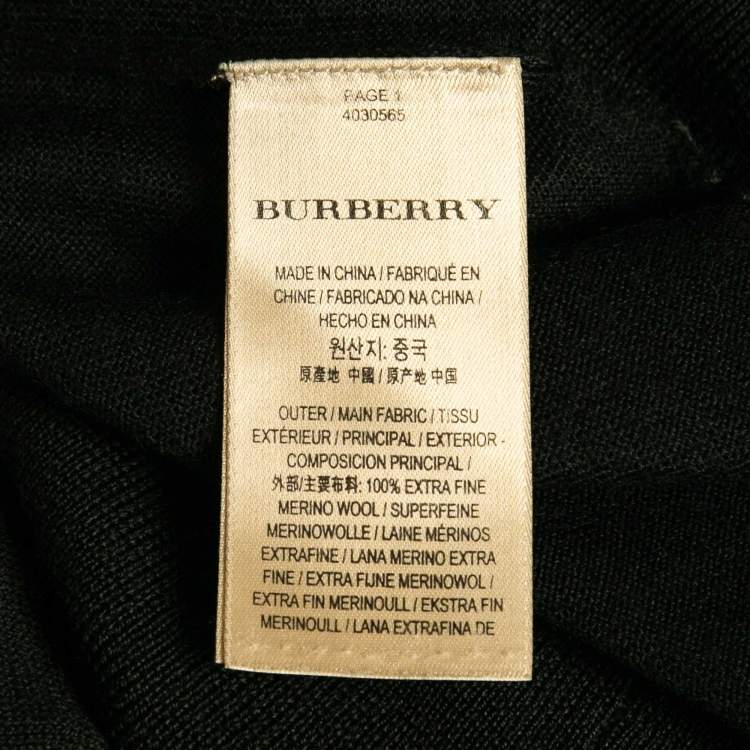 PAGE 1
4030565
BURBERRY
MADE IN CHINA / FABRIQUÉ EN
CHINE / FABRICADO NA CHINA /
HECHO EN CHINA
원산지: 중국
原產地 中國 / 原产地 中国
OUTER / MAIN FABRIC / TISSU
EXTÉRIEUR / PRINCIPAL / EXTERIOR -
COMPOSICION PRINCIPAL /
外部/主要布料: 100% EXTRA FINE
MERINO WOOL / SUPERFEINE
MERINOWOLLE / LAINE MÉRINOS
EXTRAFINE / LANA MERINO EXTRA
FINE / EXTRA FIJNE MERINOWOL /
EXTRA FIN MERINOULL / EKSTRA FIN
MERINOULL / LANA EXTRAFINA DE